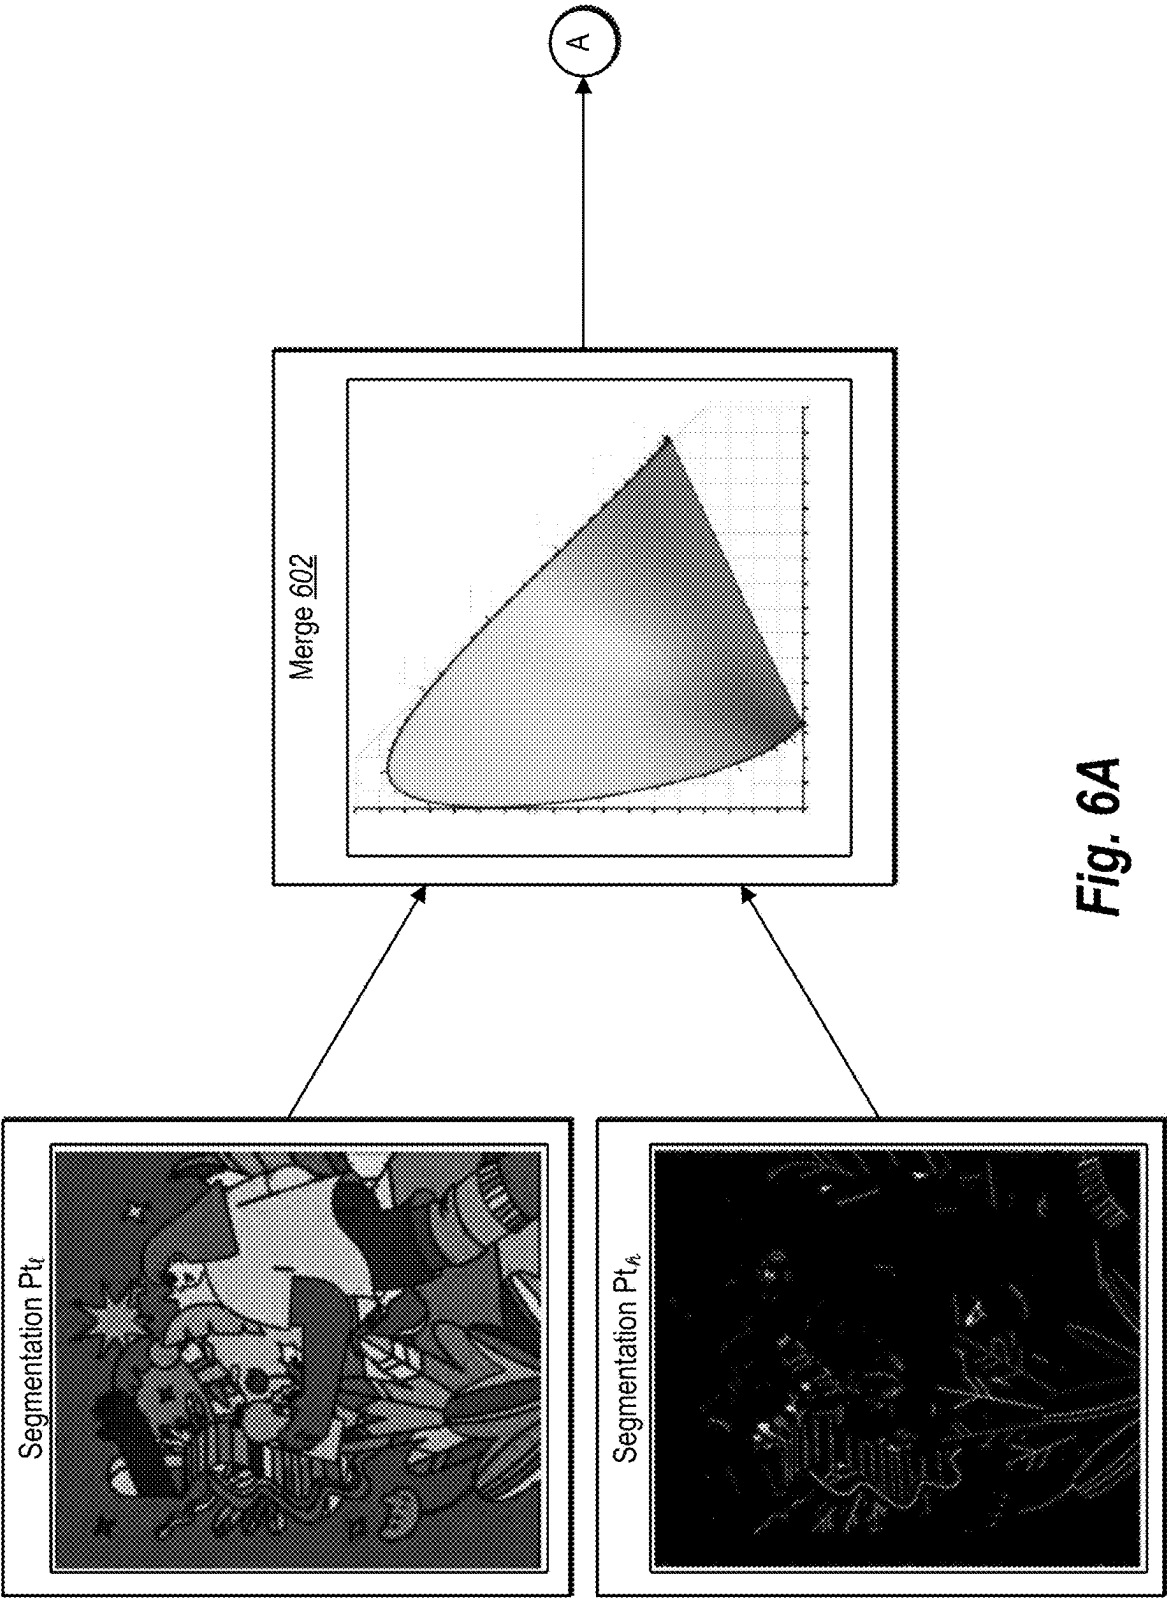 Segmentation Ptₗ
Segmentation Ptₕ
Merge 602
A
Fig. 6A